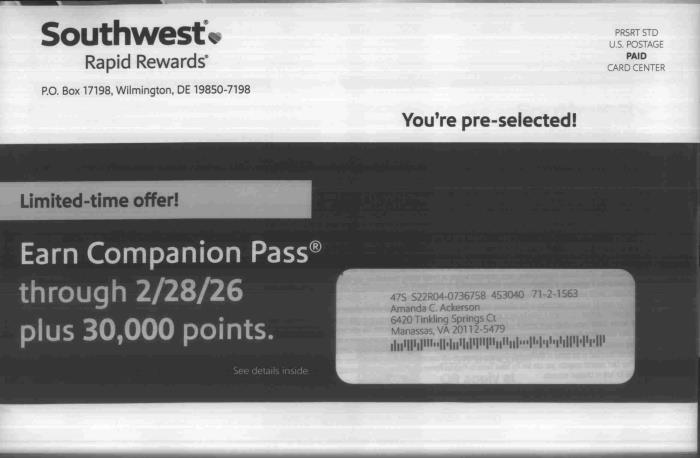 Southwest®
Rapid Rewards®
P.O. Box 17198, Wilmington, DE 19850-7198
PRSRT STD
U.S. POSTAGE
PAID
CARD CENTER
You're pre-selected!
Limited-time offer!
Earn Companion Pass®
through 2/28/26
plus 30,000 points.
See details inside
47S S22R04-0736758 453040 71-2-1563
Amanda C. Ackerson
6420 Tinkling Springs Ct
Manassas, VA 20112-5479